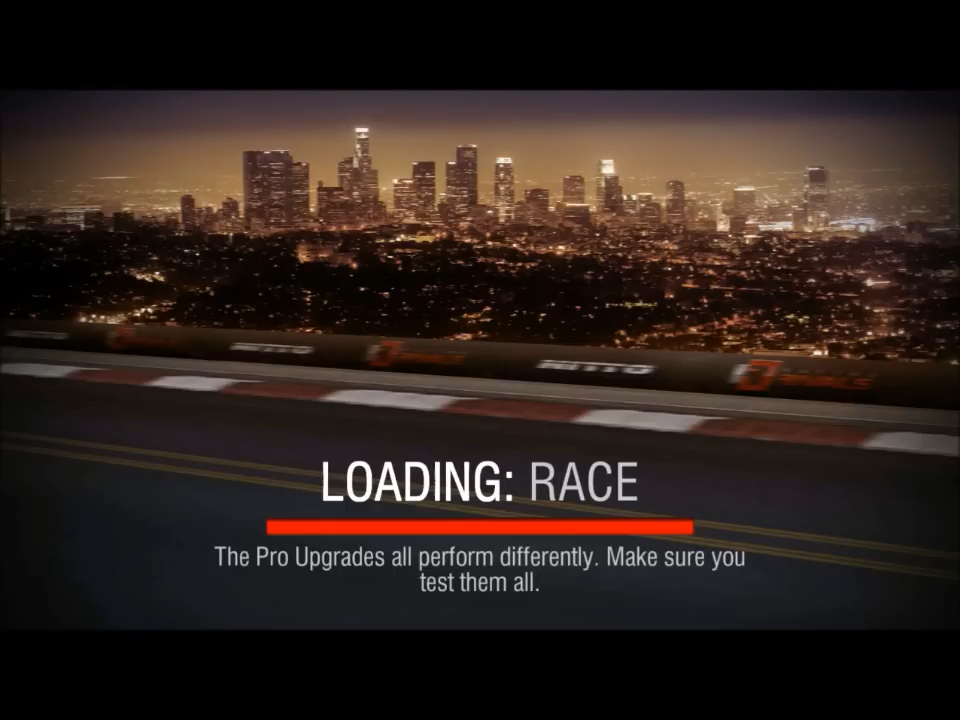 NITTO
NITTO
LOADING: RACE
The Pro Upgrades all perform differently. Make sure you
test them all.